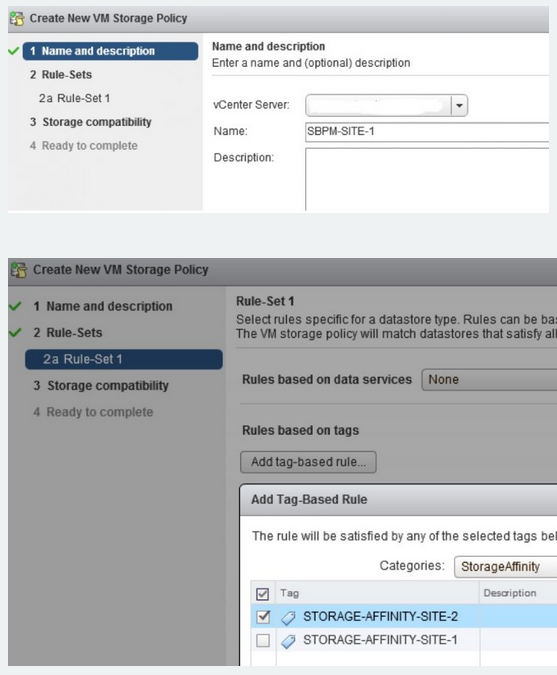 Create New VM Storage Policy
1 Name and description
2 Rule-Sets
2a Rule-Set 1
3 Storage compatibility
4 Ready to complete
Name and description
Enter a name and (optional) description
vCenter Server:
Name: SBPM-SITE-1
Description:
Create New VM Storage Policy
1 Name and description
2 Rule-Sets
2a Rule-Set 1
3 Storage compatibility
4 Ready to complete
Rule-Set 1
Select rules specific for a datastore type. Rules can be ba
The VM storage policy will match datastores that satisfy all
Rules based on data services None
Rules based on tags
Add tag-based rule...
Add Tag-Based Rule
The rule will be satisfied by any of the selected tags bel
Categories: StorageAffinity
Tag Description
STORAGE-AFFINITY-SITE-2
STORAGE-AFFINITY-SITE-1